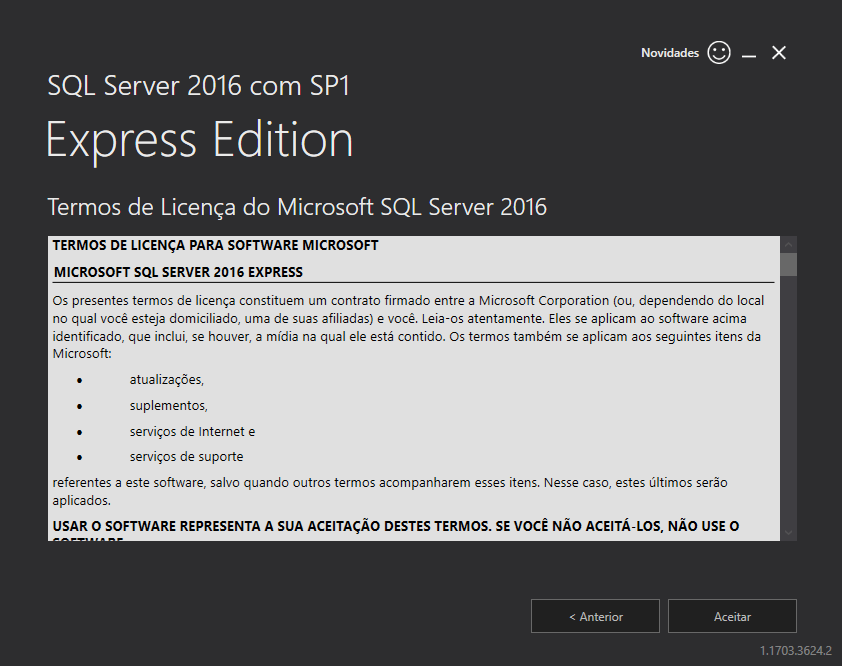 Novidades
SQL Server 2016 com SP1
Express Edition
Termos de Licença do Microsoft SQL Server 2016
TERMOS DE LICENÇA PARA SOFTWARE MICROSOFT
MICROSOFT SQL SERVER 2016 EXPRESS
Os presentes termos de licença constituem um contrato firmado entre a Microsoft Corporation (ou, dependendo do local
no qual você esteja domiciliado, uma de suas afiliadas) e você. Leia-os atentamente. Eles se aplicam ao software acima
identificado, que inclui, se houver, a mídia na qual ele está contido. Os termos também se aplicam aos seguintes itens da
Microsoft:
• atualizações,
• suplementos,
• serviços de Internet e
• serviços de suporte
referentes a este software, salvo quando outros termos acompanharem esses itens. Nesse caso, estes últimos serão
aplicados.
USAR O SOFTWARE REPRESENTA A SUA ACEITAÇÃO DESTES TERMOS. SE VOCÊ NÃO ACEITÁ-LOS, NÃO USE O
SOFTWARE
< Anterior
Aceitar
1.1703.3624.2